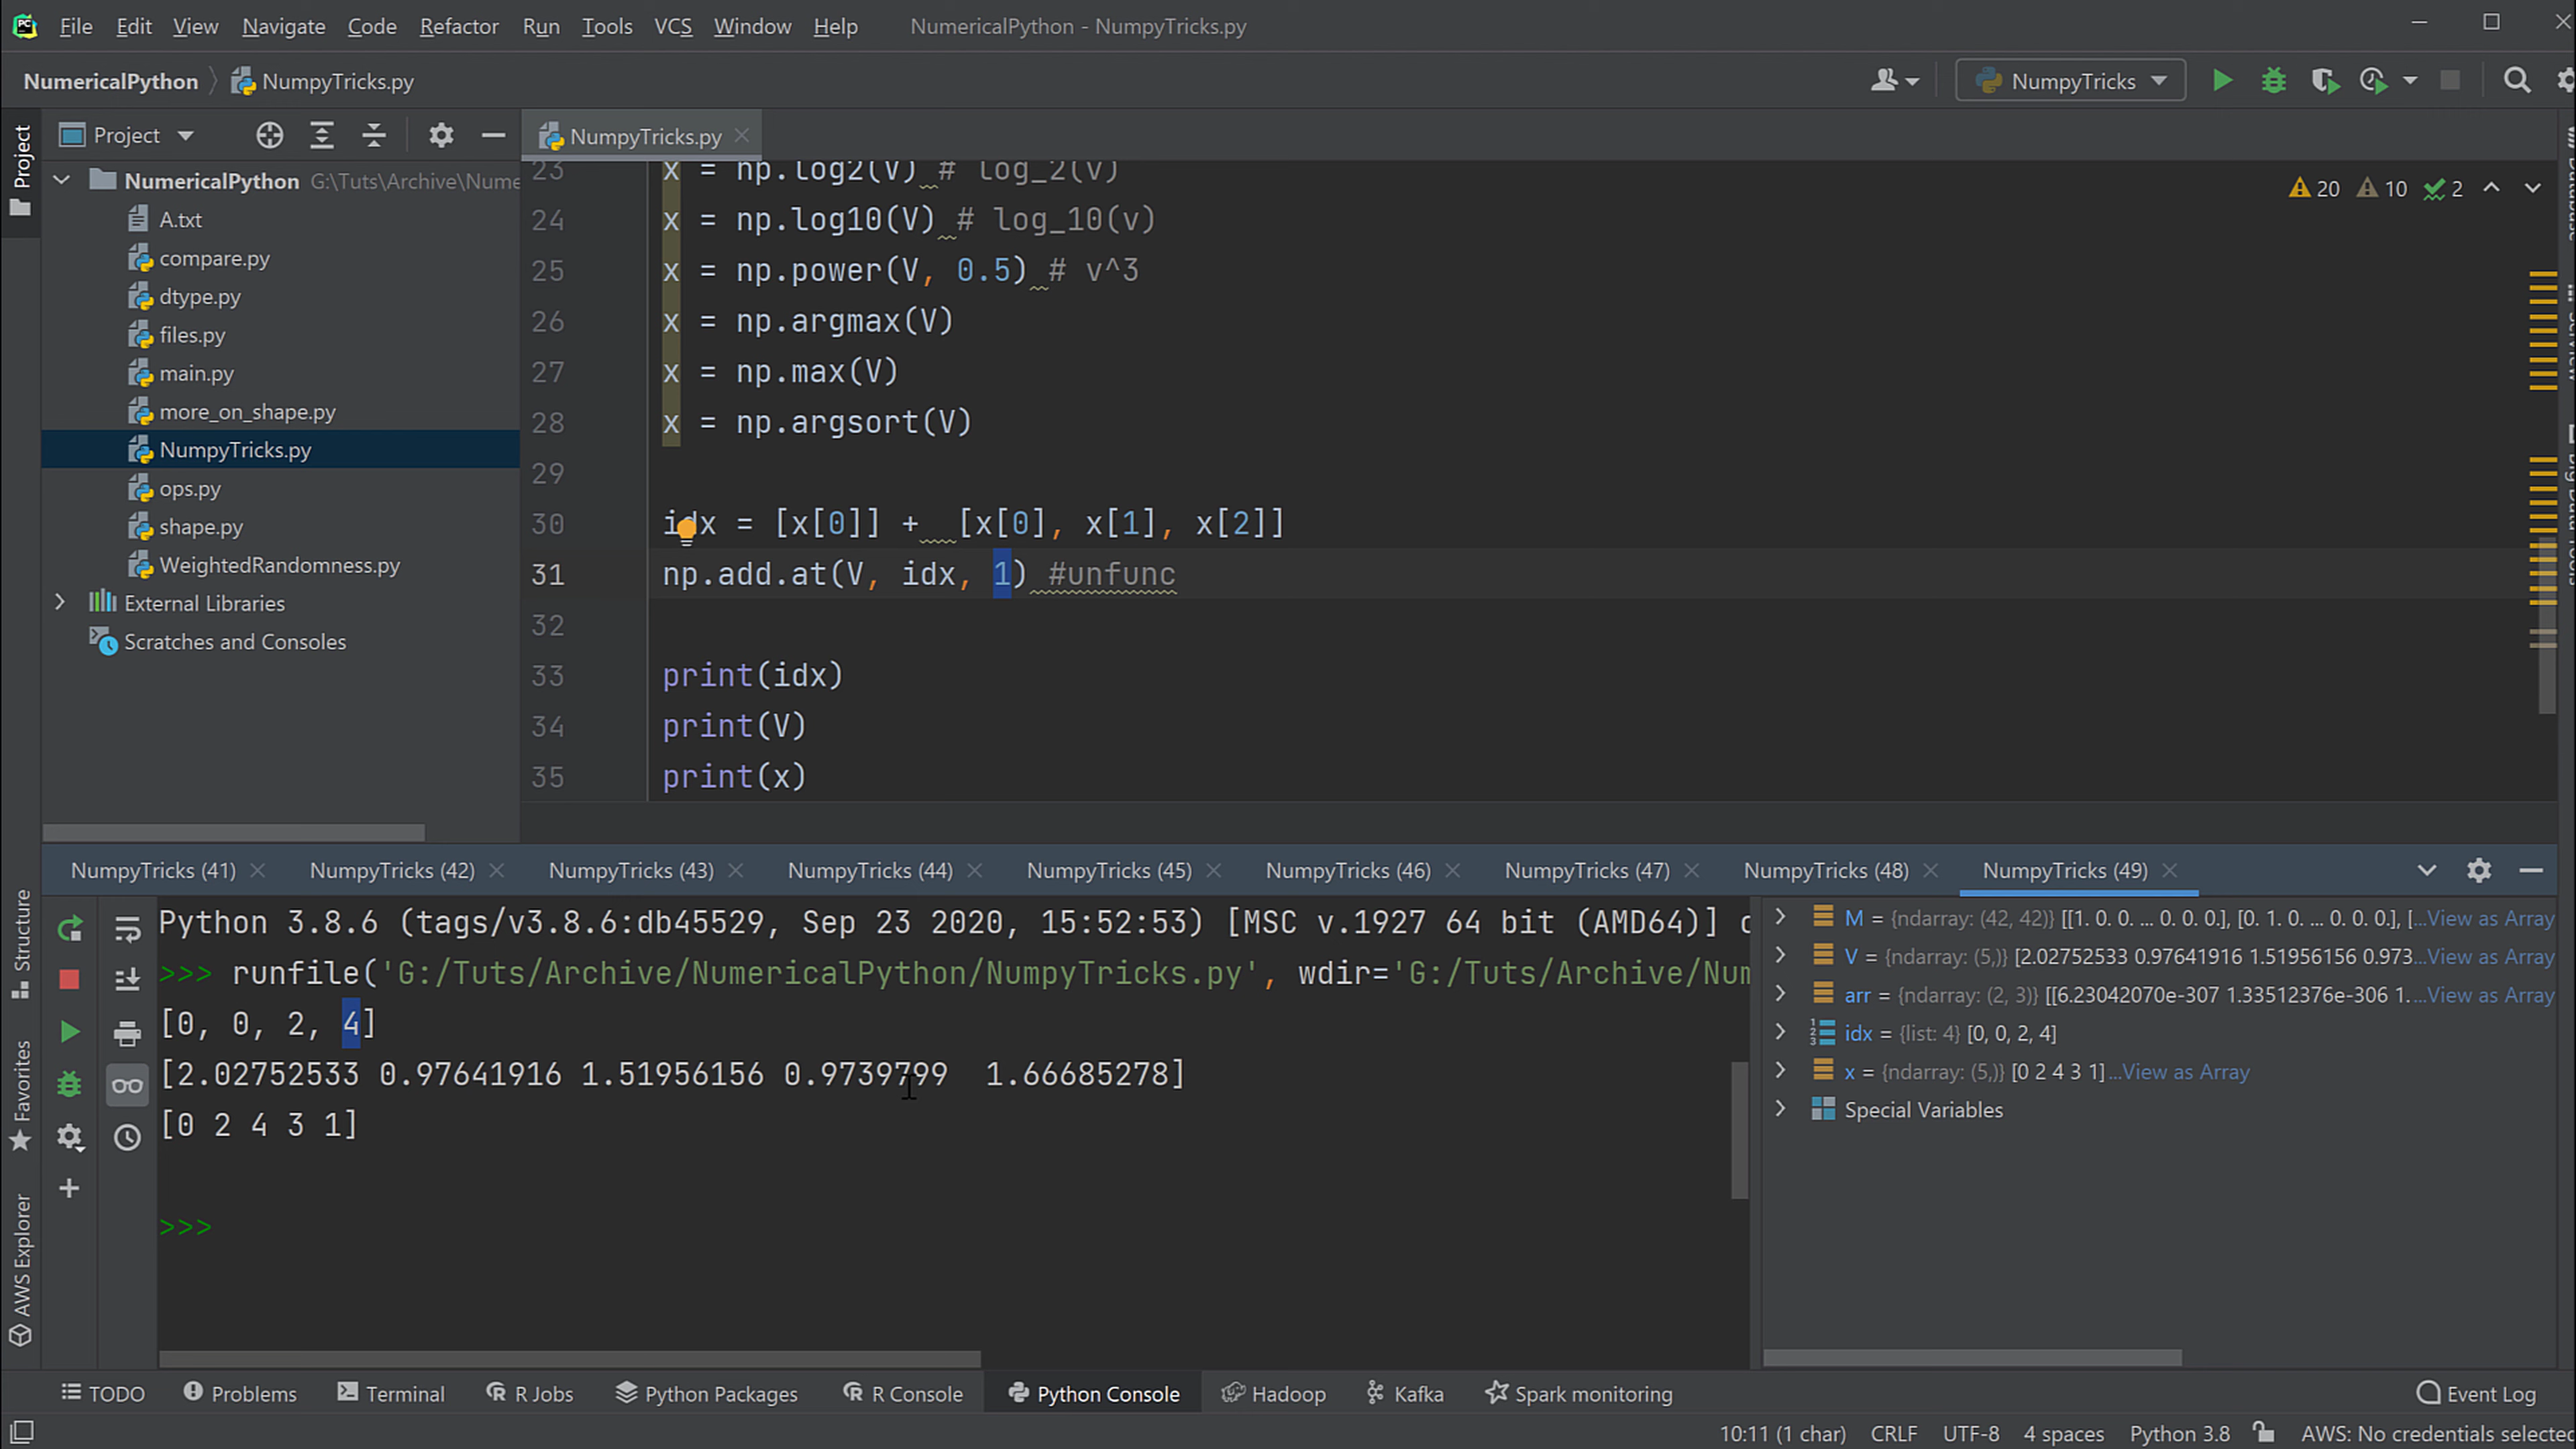 File Edit View Navigate Code Refactor Run Tools VCS Window Help NumericalPython - NumpyTricks.py
NumericalPython NumpyTricks.py NumpyTricks
Project
Project
NumpyTricks.py
NumericalPython G:\Tuts\Archive\Nume
A.txt
compare.py
dtype.py
files.py
main.py
more_on_shape.py
NumpyTricks.py
ops.py
shape.py
WeightedRandomness.py
External Libraries
Scratches and Consoles
20 10 2
23 x = np.log2(V) # log_2(v)
24 x = np.log10(V) # log_10(v)
25 x = np.power(V, 0.5) # v^3
26 x = np.argmax(V)
27 x = np.max(V)
28 x = np.argsort(V)
29
30 idx = [x[0]] + [x[0], x[1], x[2]]
31 np.add.at(V, idx, 1) #unfunc
32
33 print(idx)
34 print(V)
35 print(x)
NumpyTricks (41) NumpyTricks (42) NumpyTricks (43) NumpyTricks (44) NumpyTricks (45) NumpyTricks (46) NumpyTricks (47) NumpyTricks (48) NumpyTricks (49)
Structure
Favorites
AWS Explorer
Python 3.8.6 (tags/v3.8.6:db45529, Sep 23 2020, 15:52:53) [MSC v.1927 64 bit (AMD64)] o
>>> runfile('G:/Tuts/Archive/NumericalPython/NumpyTricks.py', wdir='G:/Tuts/Archive/Num
[0, 0, 2, 4]
[2.02752533 0.97641916 1.51956156 0.9739799 1.66685278]
[0 2 4 3 1]
>>>
M = {ndarray: (42, 42)} [[1. 0. 0. ... 0. 0. 0.], [0. 1. 0. ... 0. 0. 0.], [ ...View as Array
V = {ndarray: (5,)} [2.02752533 0.97641916 1.51956156 0.973 ...View as Array
arr = {ndarray: (2, 3)} [[6.23042070e-307 1.33512376e-306 1. ...View as Array
idx = {list: 4} [0, 0, 2, 4]
x = {ndarray: (5,)} [0 2 4 3 1] ...View as Array
Special Variables
TODO Problems Terminal R Jobs Python Packages R Console Python Console Hadoop Kafka Spark monitoring Event Log
10:11 (1 char) CRLF UTF-8 4 spaces Python 3.8 AWS: No credentials selected